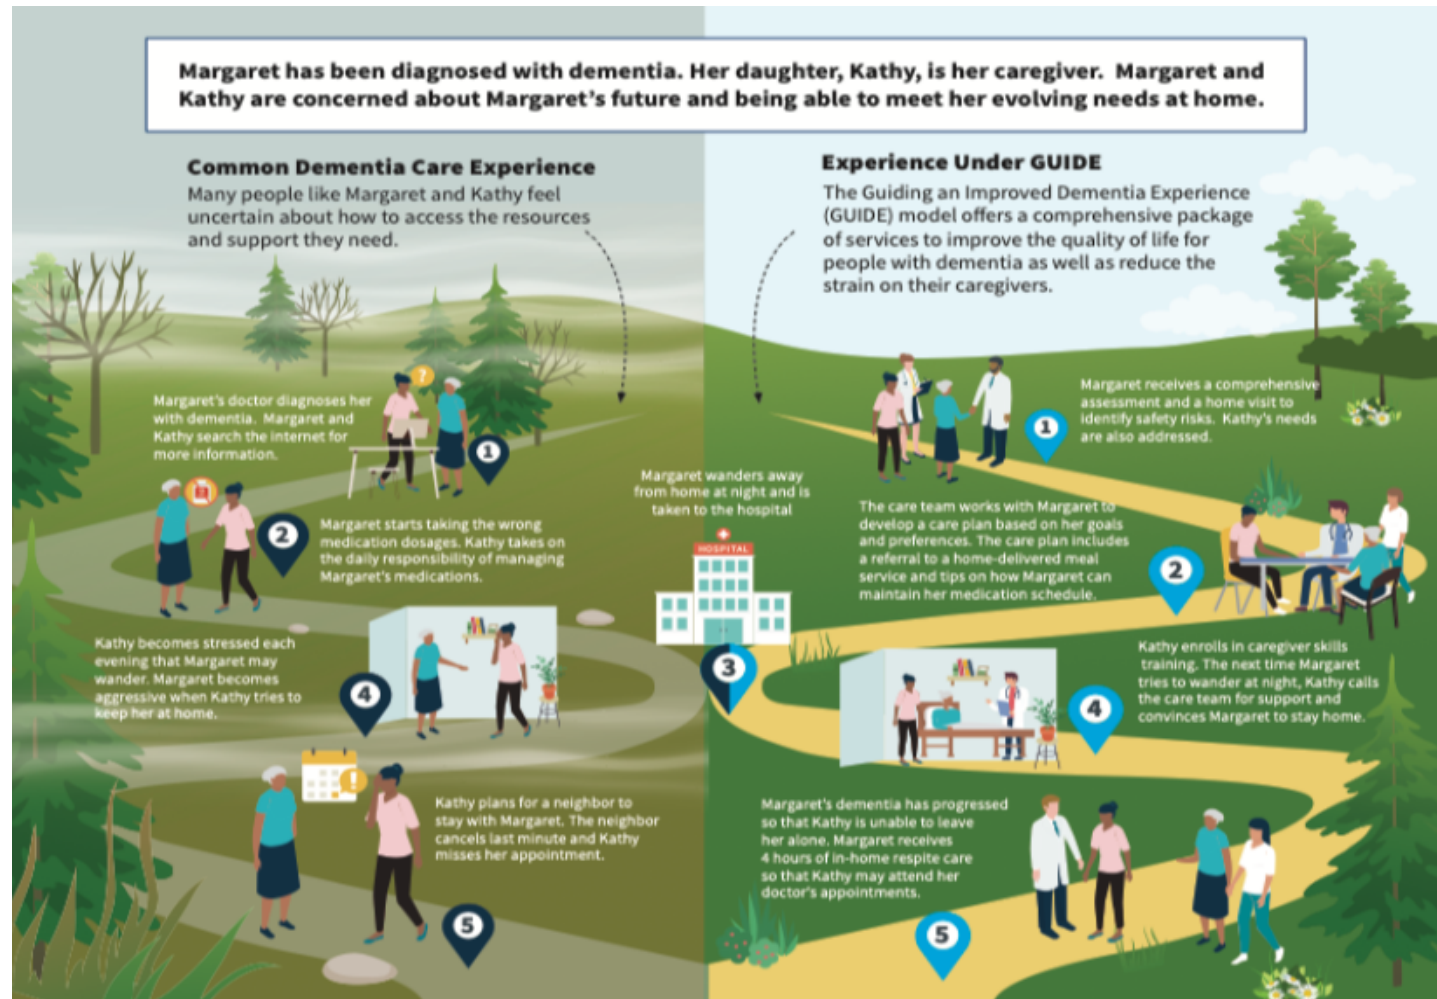 Margaret has been diagnosed with dementia. Her daughter, Kathy, is her caregiver. Margaret and
Kathy are concerned about Margaret's future and being able to meet her evolving needs at home.
Common Dementia Care Experience
Many people like Margaret and Kathy feel
uncertain about how to access the resources
and support they need.
Experience Under GUIDE
The Guiding an Improved Dementia Experience
(GUIDE) model offers a comprehensive package
of services to improve the quality of life for
people with dementia as well as reduce the
strain on their caregivers.
?
Margaret's doctor diagnoses her
with dementia. Margaret and
Kathy search the internet for
more information.
1
2
Margaret starts taking the wrong
medication dosages. Kathy takes on
the daily responsibility of managing
Margaret's medications.
Margaret wanders away
from home at night and is
taken to the hospital
HOSPITAL
3
Kathy becomes stressed each
evening that Margaret may
wander. Margaret becomes
aggressive when Kathy tries to
keep her at home.
4
!
Kathy plans for a neighbor to
stay with Margaret. The neighbor
cancels last minute and Kathy
misses her appointment.
5
1
Margaret receives a comprehensive
assessment and a home visit to
identify safety risks. Kathy's needs
are also addressed.
The care team works with Margaret to
develop a care plan based on her goals
and preferences. The care plan includes
a referral to a home-delivered meal
service and tips on how Margaret can
maintain her medication schedule.
2
Kathy enrolls in caregiver skills
training. The next time Margaret
tries to wander at night, Kathy calls
the care team for support and
convinces Margaret to stay home.
4
Margaret's dementia has progressed
so that Kathy is unable to leave
her alone. Margaret receives
4 hours of in-home respite care
so that Kathy may attend her
doctor's appointments.
5